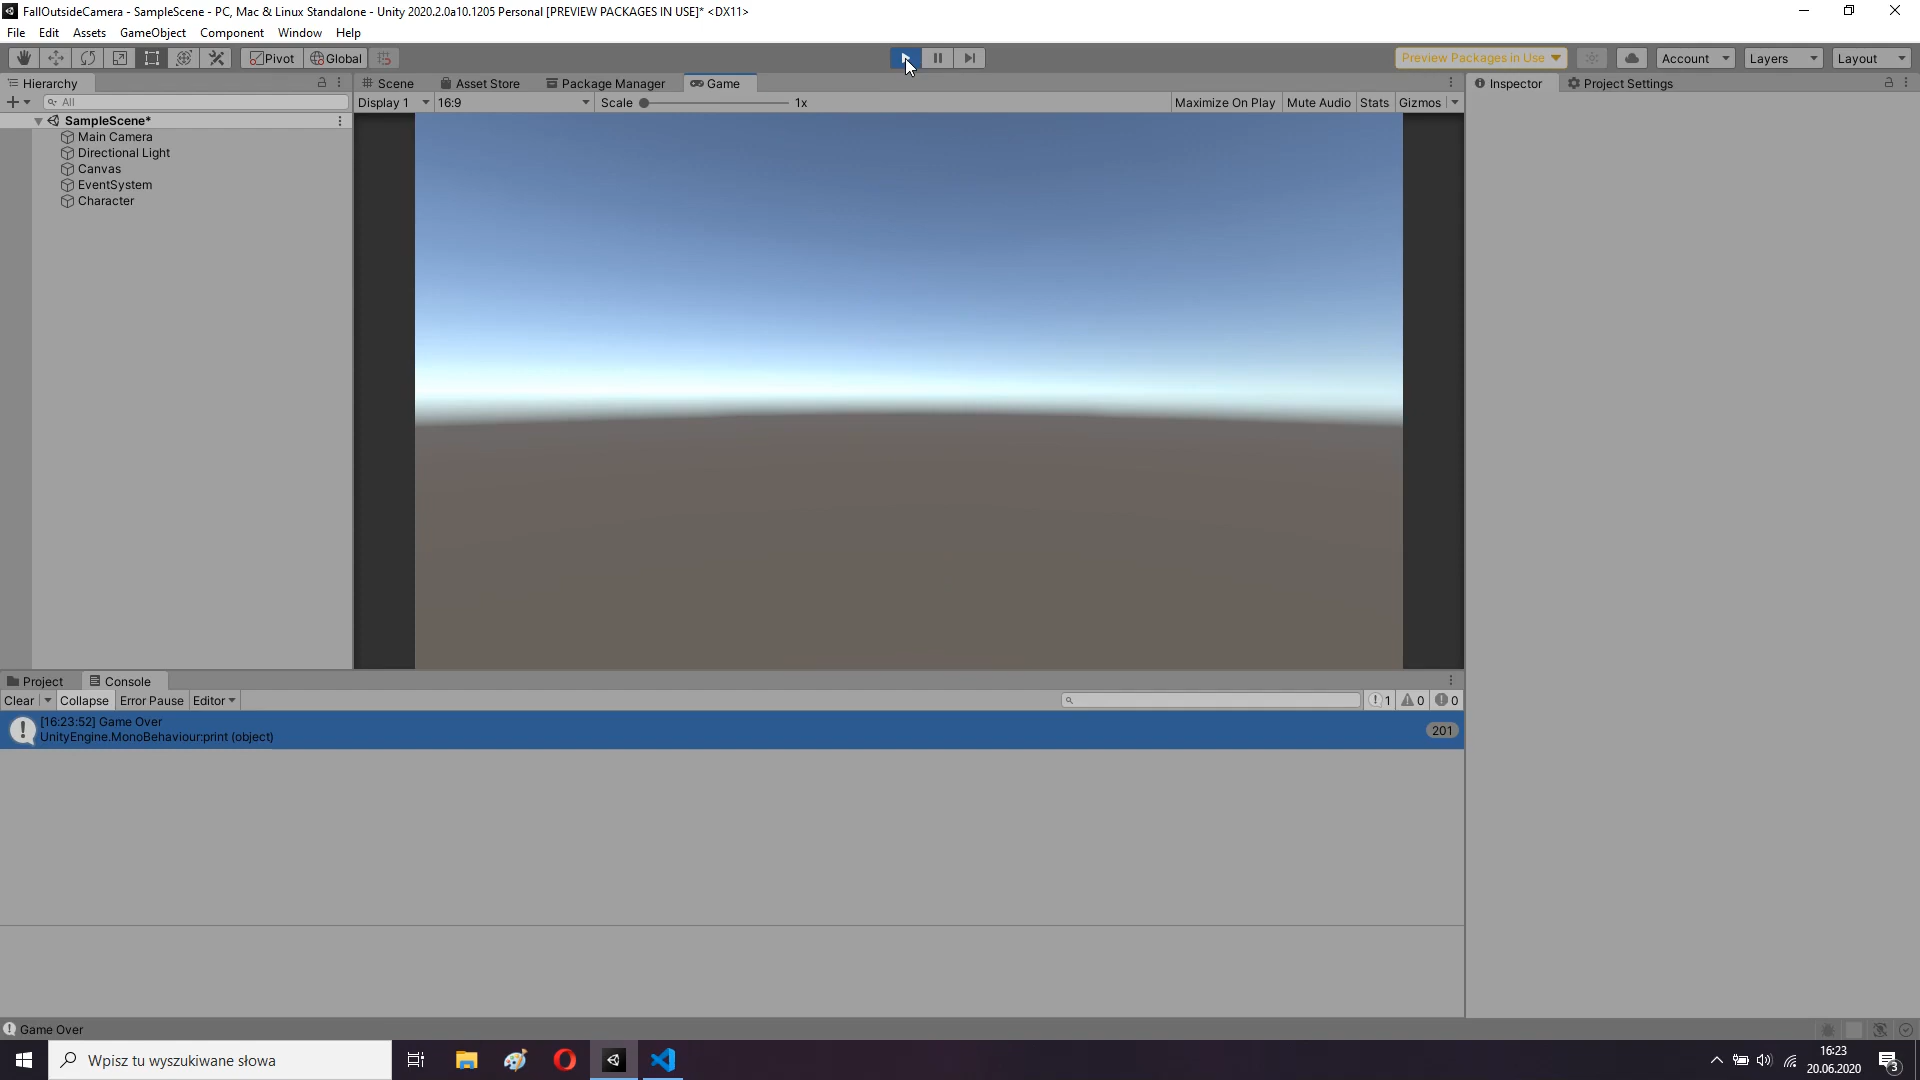 FallOutsideCamera - SampleScene - PC, Mac & Linux Standalone - Unity 2020.2.0a10.1205 Personal [PREVIEW PACKAGES IN USE]* <DX11>
File Edit Assets GameObject Component Window Help
Pivot Global Preview Packages in Use Account Layers Layout
Hierarchy Scene Asset Store Package Manager Game Inspector Project Settings
All Display 1 16:9 Scale 1x Maximize On Play Mute Audio Stats Gizmos
SampleScene*
Main Camera
Directional Light
Canvas
EventSystem
Character
Project Console
Clear Collapse Error Pause Editor 1 0 0
[16:23:52] Game Over
UnityEngine.MonoBehaviour:print (object)
201
Game Over
Wpisz tu wyszukiwane słowa
16:23
20.06.2020
3